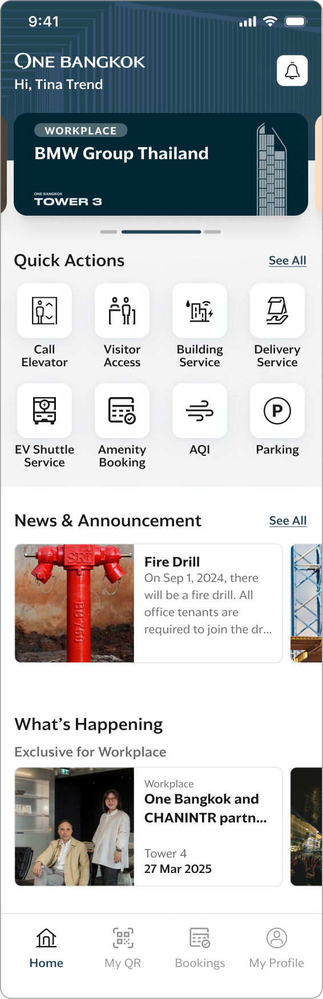 9:41
ONE BANGKOK
Hi, Tina Trend
WORKPLACE
BMW Group Thailand
ONE BANGKOK
TOWER 3
Quick Actions
See All
Call
Elevator
Visitor
Access
Building
Service
Delivery
Service
EV Shuttle
Service
Amenity
Booking
AQI
P
Parking
News & Announcement
See All
SRI
BS 750
Fire Drill
On Sep 1, 2024, there
will be a fire drill. All
office tenants are
required to join the dr...
What’s Happening
Exclusive for Workplace
Workplace
One Bangkok and
CHANINTR partn...
Tower 4
27 Mar 2025
Home
My QR
Bookings
My Profile